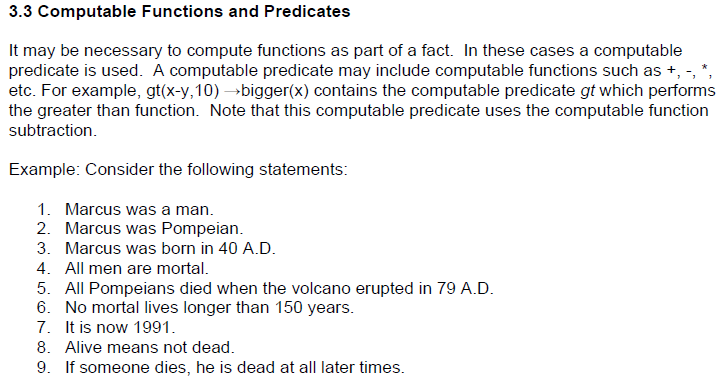 3.3 Computable Functions and Predicates
It may be necessary to compute functions as part of a fact.  In these cases a computable
predicate is used.  A computable predicate may include computable functions such as +, -, *,
etc. For example, gt(x-y,10) →bigger(x) contains the computable predicate gt which performs
the greater than function.  Note that this computable predicate uses the computable function
subtraction.
Example: Consider the following statements:
1. Marcus was a man.
2. Marcus was Pompeian.
3. Marcus was born in 40 A.D.
4. All men are mortal.
5. All Pompeians died when the volcano erupted in 79 A.D.
6. No mortal lives longer than 150 years.
7. It is now 1991.
8. Alive means not dead.
9. If someone dies, he is dead at all later times.